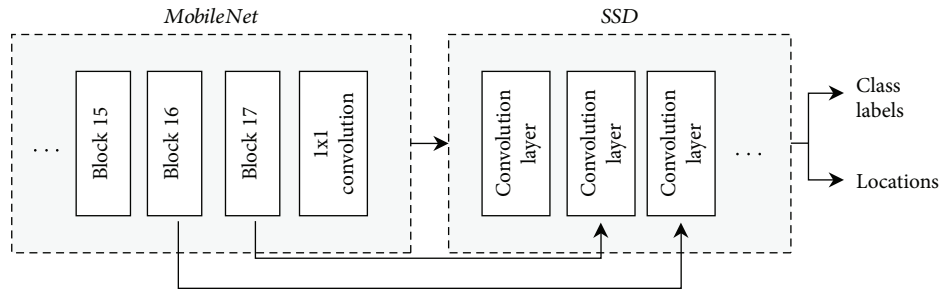 MobileNet
SSD
. . .
Block 15
Block 16
Block 17
1x1
convolution
Convolution
layer
Convolution
layer
Convolution
layer
. . .
Class
labels
Locations